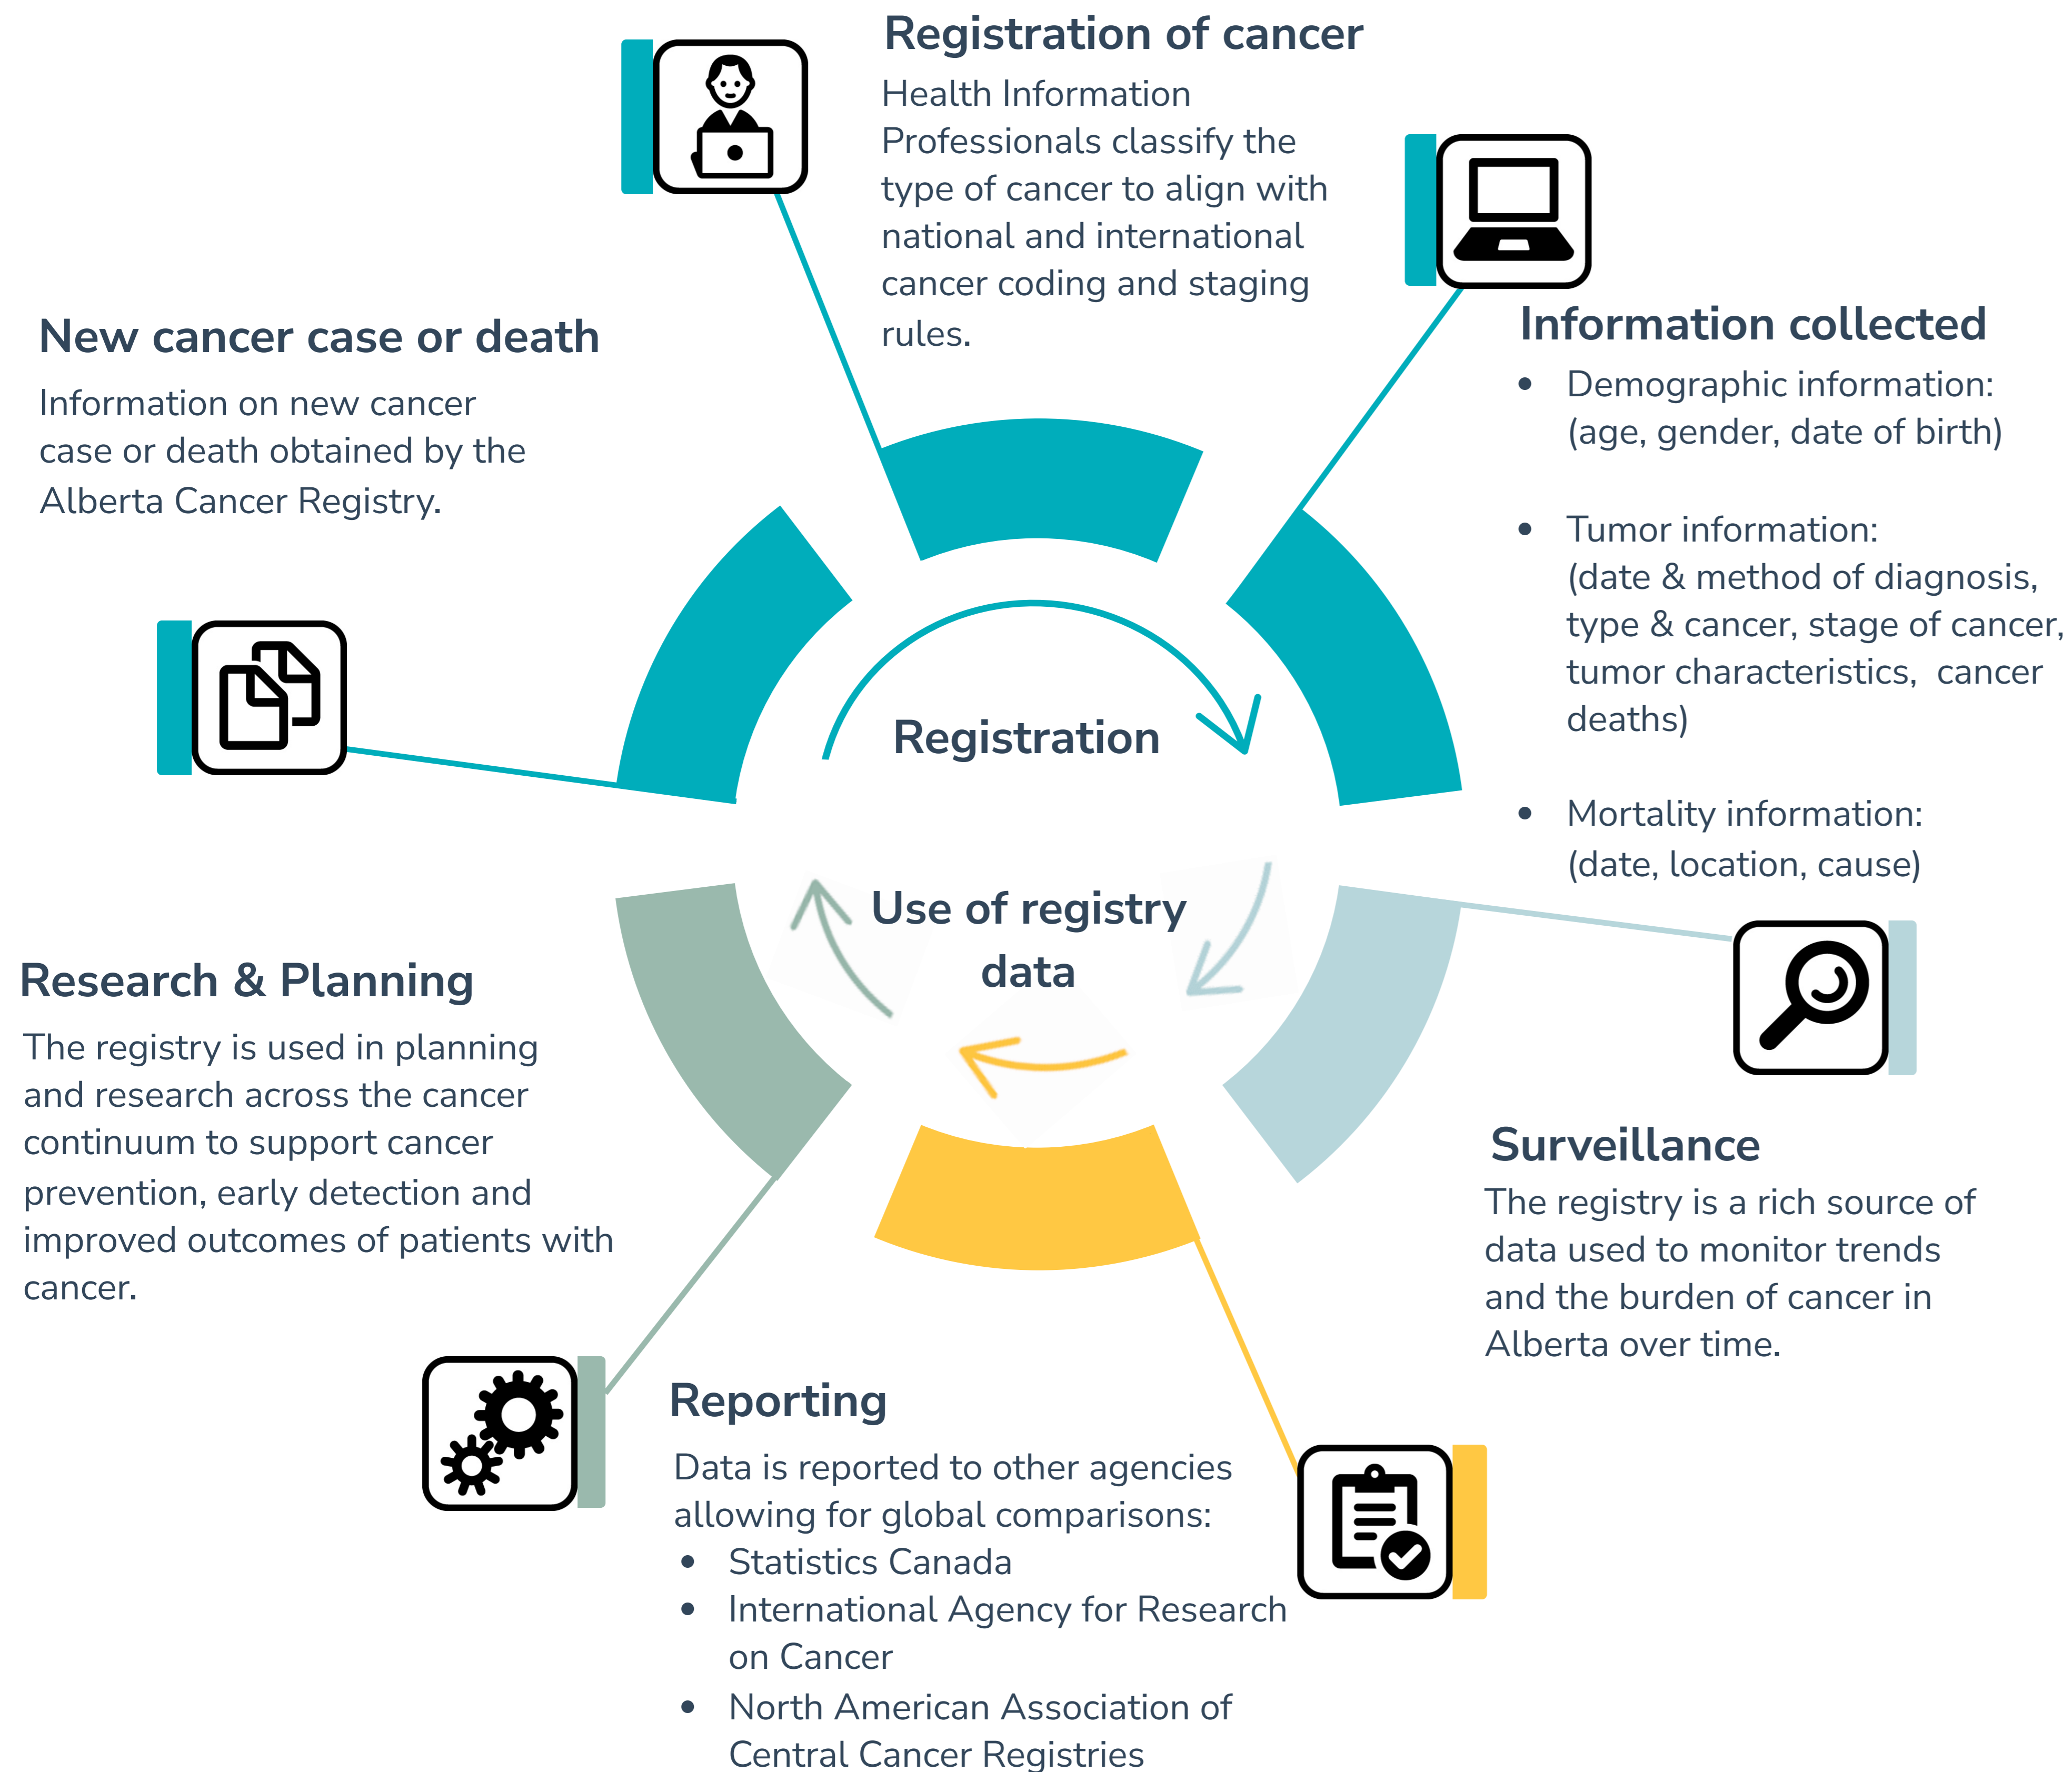 Registration of cancer
Health Information
Professionals classify the
type of cancer to align with
national and international
cancer coding and staging
rules.
New cancer case or death
Information on new cancer
case or death obtained by the
Alberta Cancer Registry.
Information collected
• Demographic information:
(age, gender, date of birth)
• Tumor information:
(date & method of diagnosis,
type & cancer, stage of cancer,
tumor characteristics, cancer
deaths)
• Mortality information:
(date, location, cause)
Registration
Use of registry
data
Research & Planning
The registry is used in planning
and research across the cancer
continuum to support cancer
prevention, early detection and
improved outcomes of patients with
cancer.
Surveillance
The registry is a rich source of
data used to monitor trends
and the burden of cancer in
Alberta over time.
Reporting
Data is reported to other agencies
allowing for global comparisons:
• Statistics Canada
• International Agency for Research
on Cancer
• North American Association of
Central Cancer Registries